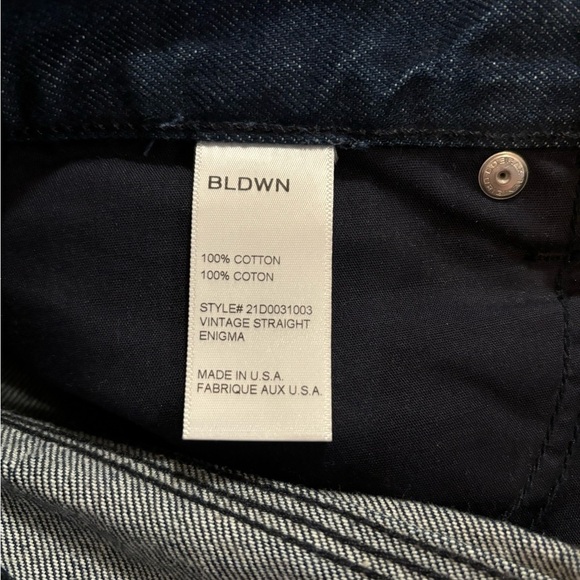 BLDWN
100% COTTON
100% COTON
STYLE# 21D0031003
VINTAGE STRAIGHT
ENIGMA
MADE IN U.S.A.
FABRIQUE AUX U.S.A.